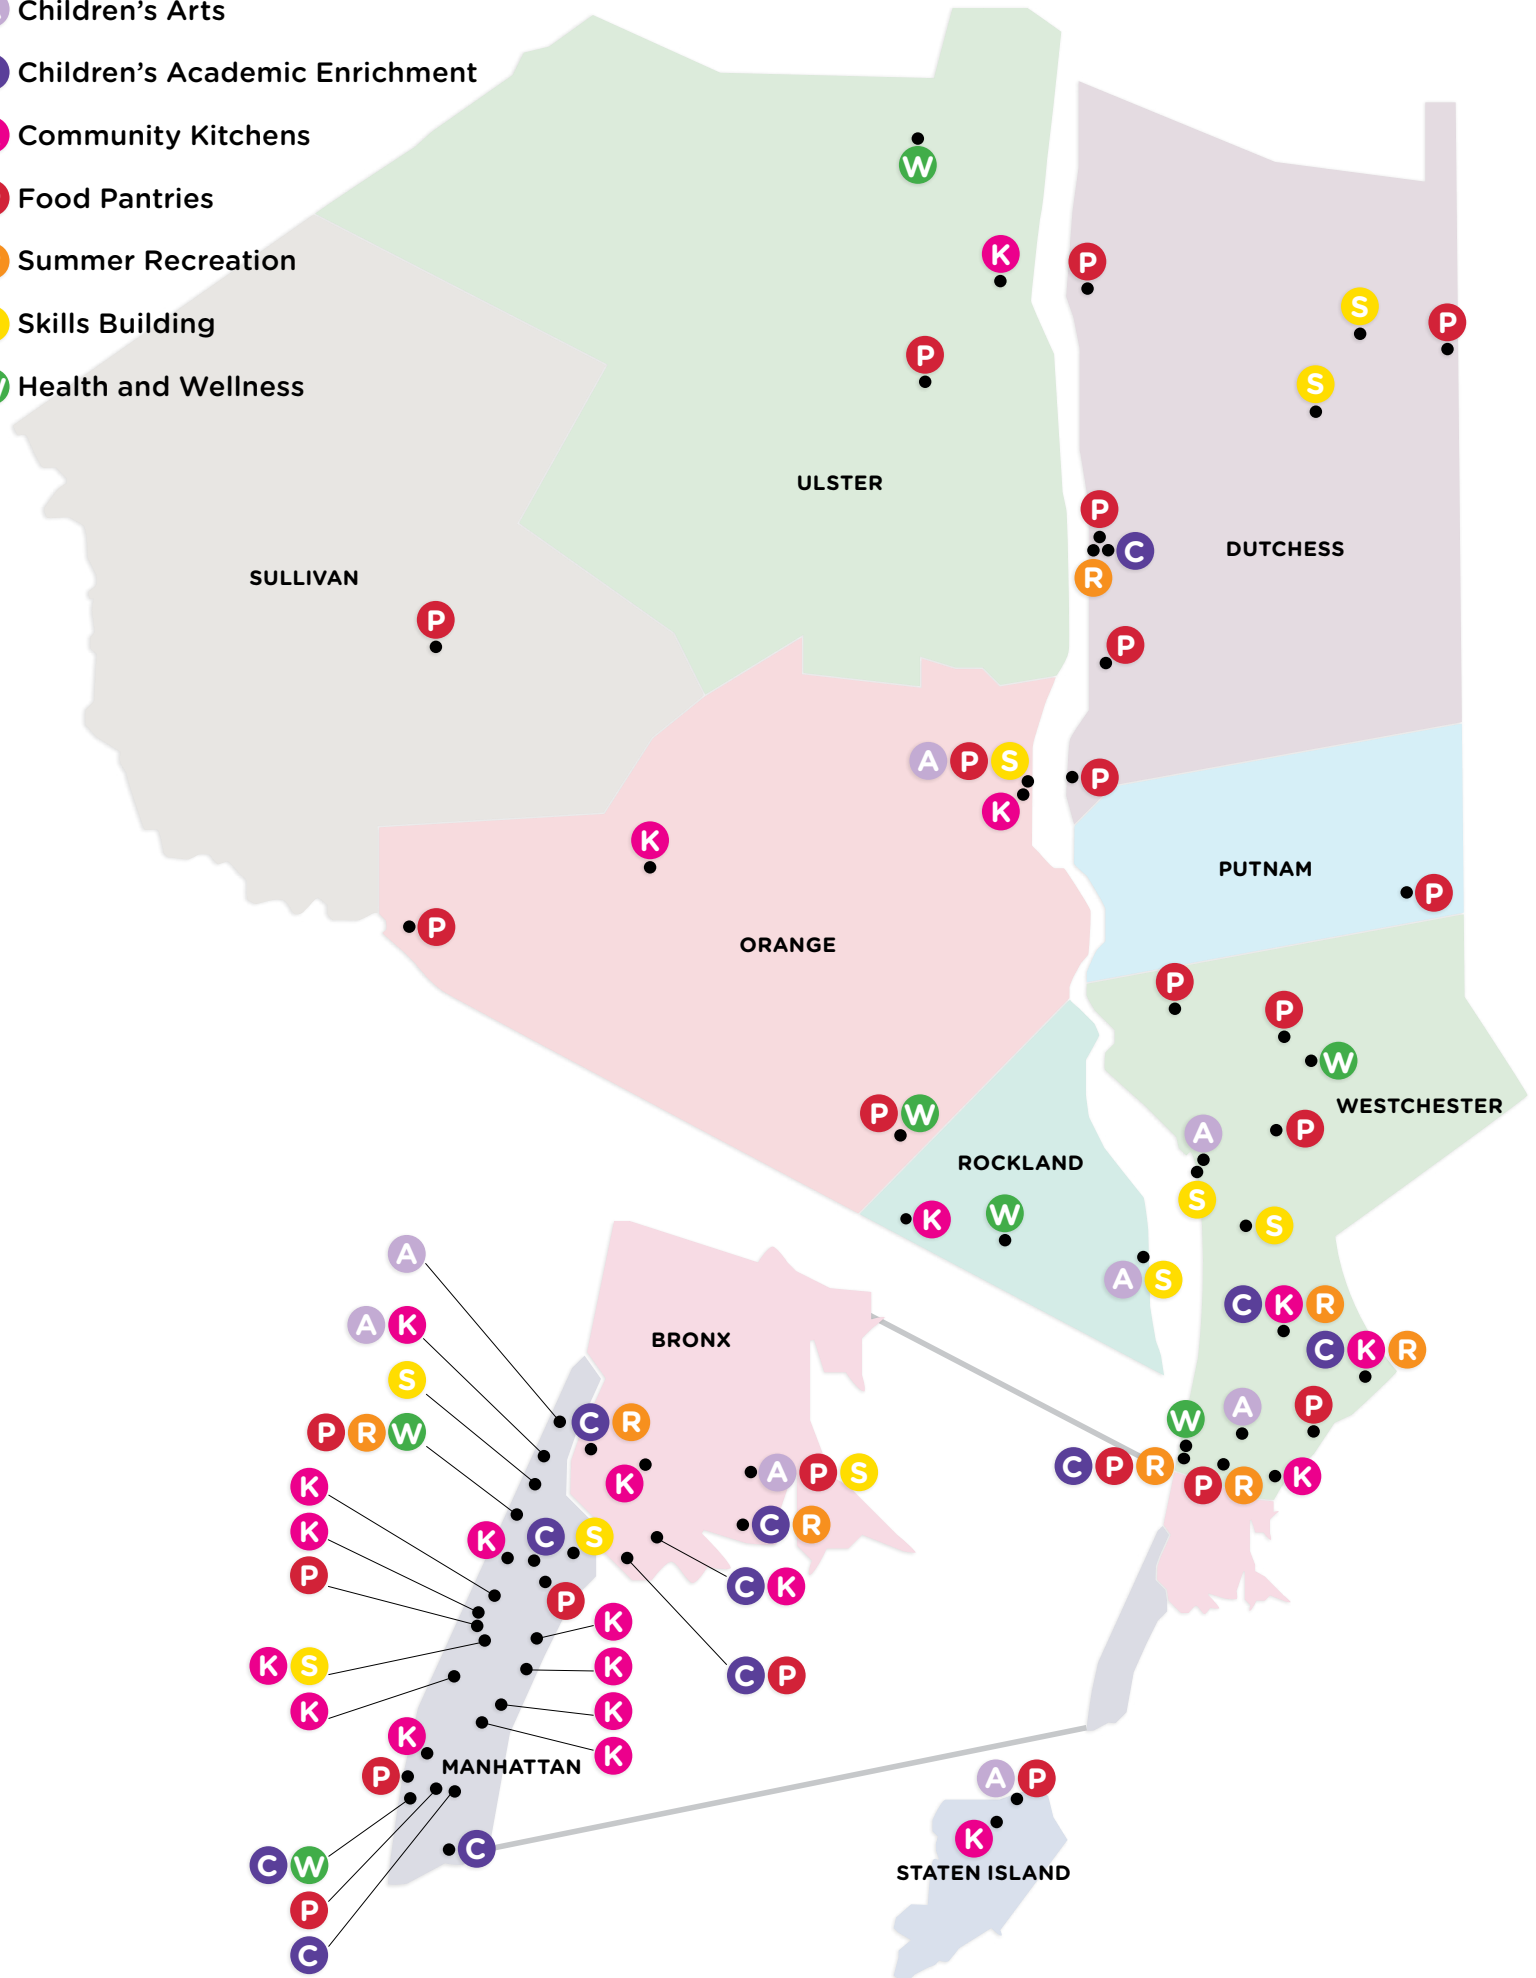 Children's Arts
Children's Academic Enrichment
Community Kitchens
Food Pantries
Summer Recreation
Skills Building
Health and Wellness
W
K
P
P
S
P
S
ULSTER
P
C
DUTCHESS
R
SULLIVAN
P
P
A P S
P
K
K
PUTNAM
P
P
ORANGE
P
P
W
WESTCHESTER
P W
A
P
ROCKLAND
S
K
W
S
A
A S
C K R
A K
BRONX
C K R
S
W
A
P
P R W
C R
C P R
P R
K
K
K
A P S
K
K
C S
C R
P
P
C K
K
K S
K
C P
K
K
K
K
P
MANHATTAN
A P
C
K
C W
STATEN ISLAND
P
C